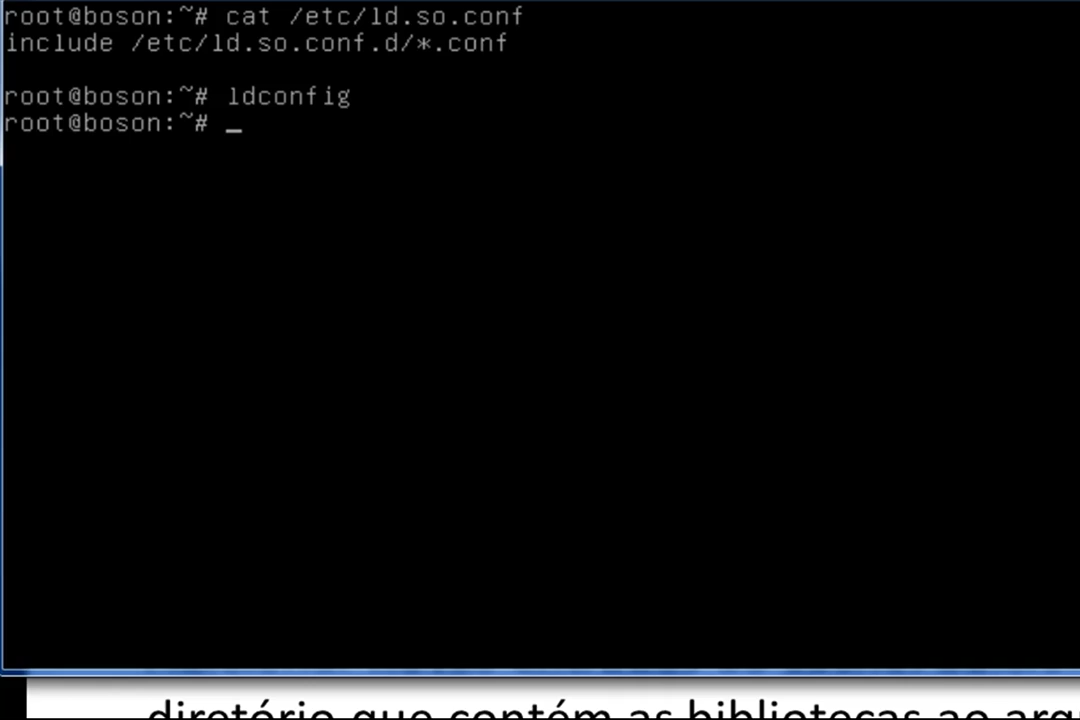 root@boson:~# cat /etc/ld.so.conf
include /etc/ld.so.conf.d/*.conf
root@boson:~# ldconfig
root@boson:~# _
diretório que contém as bibliotecas ao